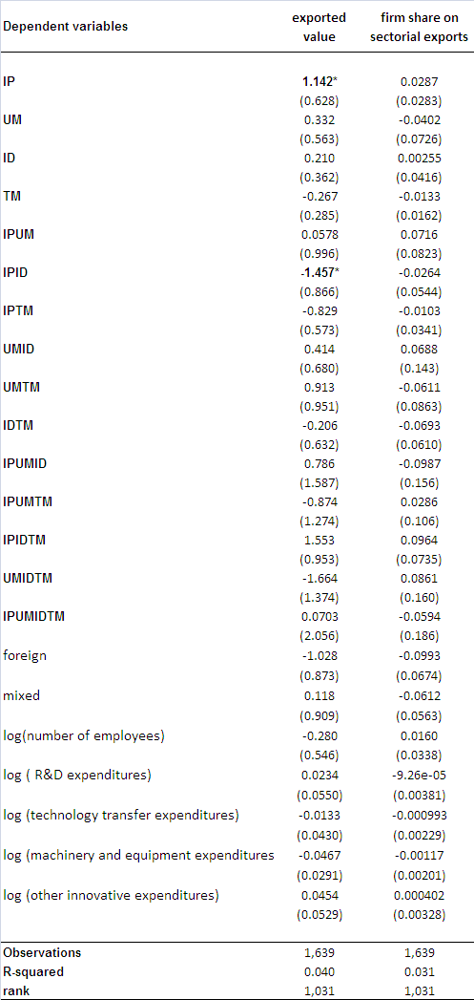 Dependent variables exported value firm share on sectorial exports
IP 1.142* 0.0287
(0.628) (0.0283)
UM 0.332 -0.0402
(0.563) (0.0726)
ID 0.210 0.00255
(0.362) (0.0416)
TM -0.267 -0.0133
(0.285) (0.0162)
IPUM 0.0578 0.0716
(0.996) (0.0823)
IPID -1.457* -0.0264
(0.866) (0.0544)
IPTM -0.829 -0.0103
(0.573) (0.0341)
UMID 0.414 0.0688
(0.680) (0.143)
UMTM 0.913 -0.0611
(0.951) (0.0863)
IDTM -0.206 -0.0693
(0.632) (0.0610)
IPUMID 0.786 -0.0987
(1.587) (0.156)
IPUMTM -0.874 0.0286
(1.274) (0.106)
IPIDTM 1.553 0.0964
(0.953) (0.0735)
UMIDTM -1.664 0.0861
(1.374) (0.160)
IPUMIDTM 0.0703 -0.0594
(2.056) (0.186)
foreign -1.028 -0.0993
(0.873) (0.0674)
mixed 0.118 -0.0612
(0.909) (0.0563)
log(number of employees) -0.280 0.0160
(0.546) (0.0338)
log ( R&D expenditures) 0.0234 -9.26e-05
(0.0550) (0.00381)
log (technology transfer expenditures) -0.0133 -0.000993
(0.0430) (0.00229)
log (machinery and equipment expenditures -0.0467 -0.00117
(0.0291) (0.00201)
log (other innovative expenditures) 0.0454 0.000402
(0.0529) (0.00328)
Observations 1,639 1,639
R-squared 0.040 0.031
rank 1,031 1,031